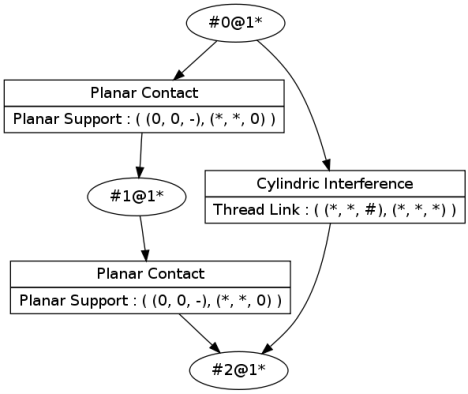 #0@1*
Planar Contact
Planar Support : ( (0, 0, -), (*, *, 0) )
#1@1*
Cylindric Interference
Thread Link : ( (*, *, #), (*, *, *) )
Planar Contact
Planar Support : ( (0, 0, -), (*, *, 0) )
#2@1*